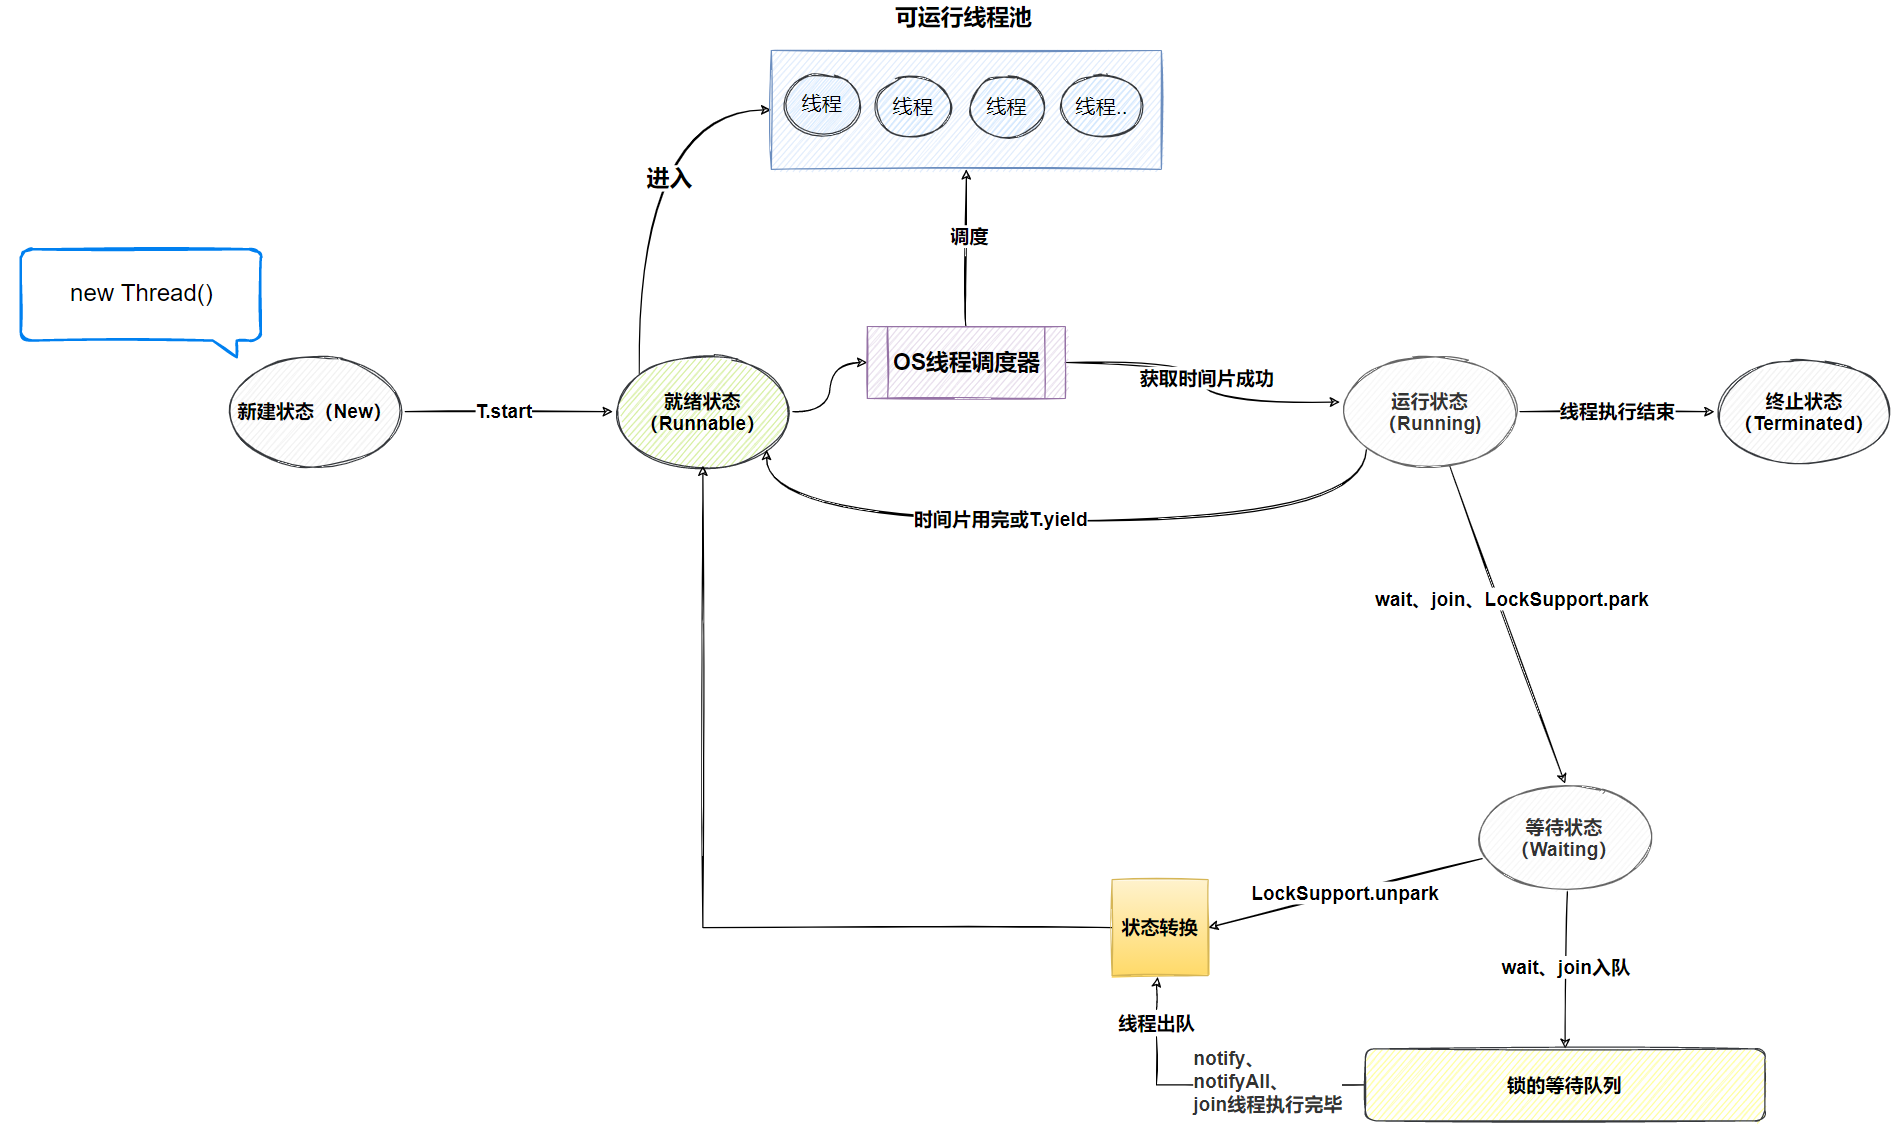 可运行线程池
线程
线程
线程
线程..
进入
调度
new Thread()
OS线程调度器
获取时间片成功
新建状态（New）
T.start
就绪状态
（Runnable）
运行状态
（Running)
线程执行结束
终止状态
（Terminated）
时间片用完或T.yield
wait、join、LockSupport.park
等待状态
（Waiting）
LockSupport.unpark
状态转换
wait、join入队
线程出队
notify、
notifyAll、
join线程执行完毕
锁的等待队列